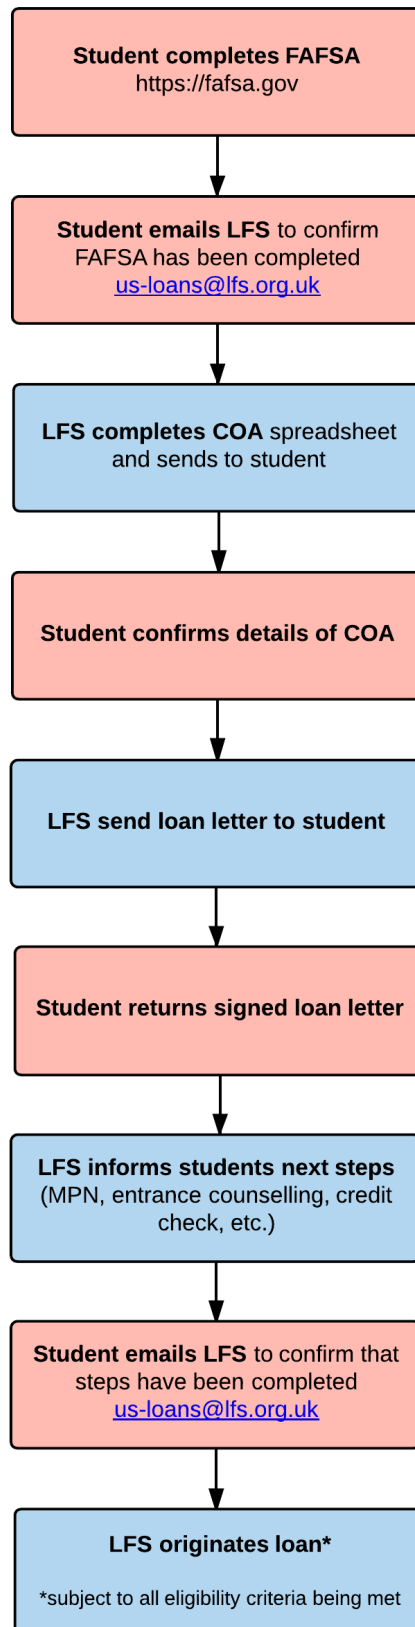 Student completes FAFSA
https://fafsa.gov
Student emails LFS to confirm
FAFSA has been completed
us-loans@lfs.org.uk
LFS completes COA spreadsheet
and sends to student
Student confirms details of COA
LFS send loan letter to student
Student returns signed loan letter
LFS informs students next steps
(MPN, entrance counselling, credit
check, etc.)
Student emails LFS to confirm that
steps have been completed
us-loans@lfs.org.uk
LFS originates loan*
*subject to all eligibility criteria being met